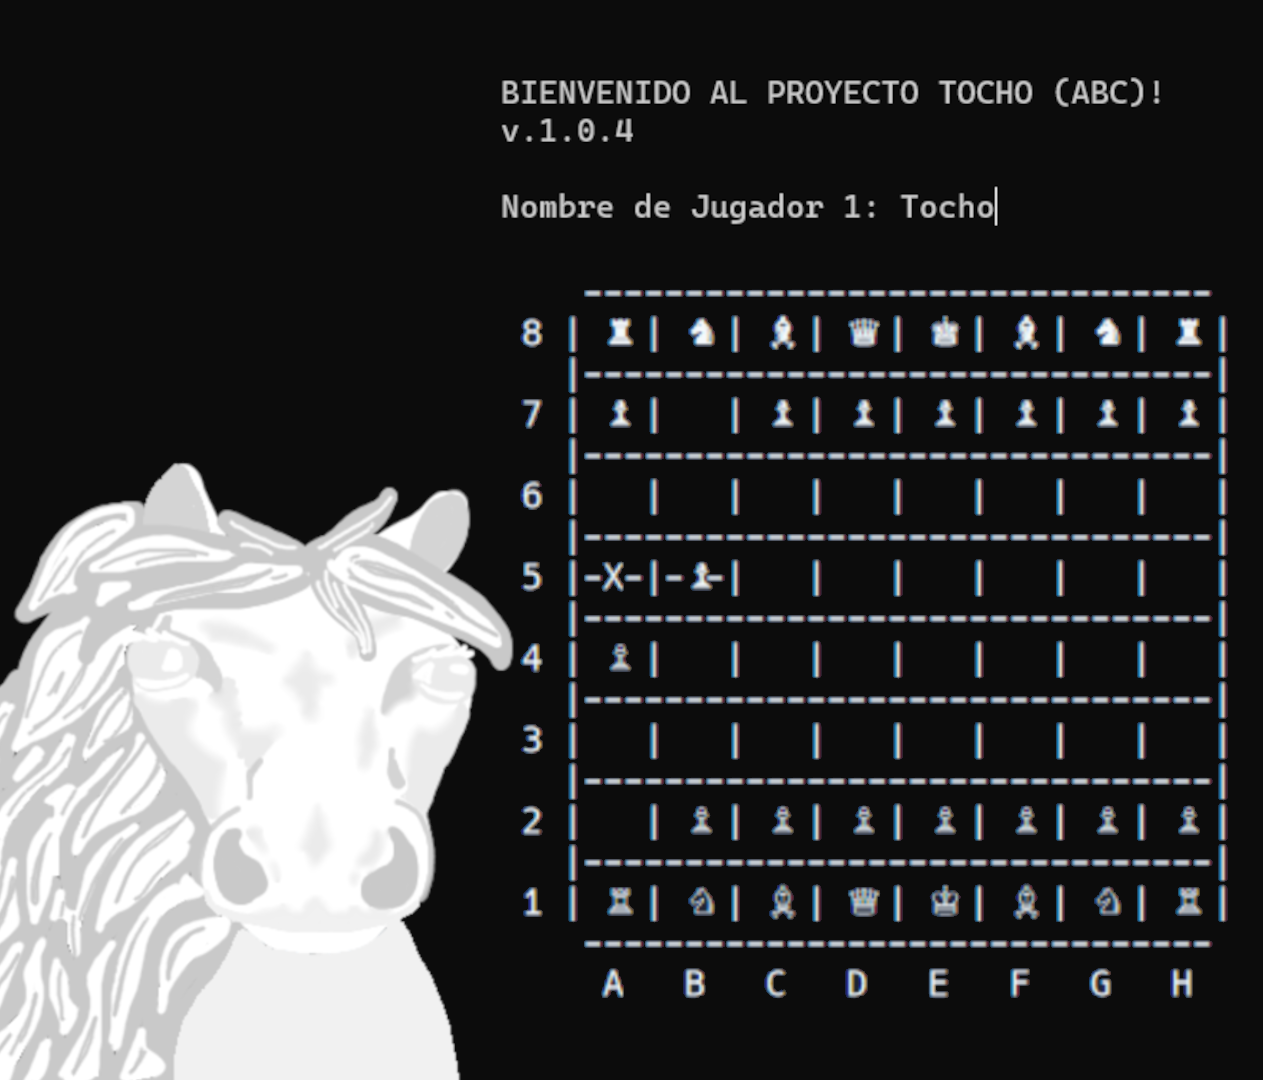 BIENVENIDO AL PROYECTO TOCHO (ABC)!
v.1.0.4
Nombre de Jugador 1: Tocho
--------------------------------
8 | ♜| ♞| ♝| ♛| ♚| ♝| ♞| ♜|
|-------------------------------|
7 | ♟| | ♟| ♟| ♟| ♟| ♟| ♟|
|-------------------------------|
6 | | | | | | | | |
|-------------------------------|
5 |-X-|-♟-| | | | | | |
|-------------------------------|
4 | ♙| | | | | | | |
|-------------------------------|
3 | | | | | | | | |
|-------------------------------|
2 | | ♙| ♙| ♙| ♙| ♙| ♙| ♙|
|-------------------------------|
1 | ♖| ♘| ♗| ♕| ♔| ♗| ♘| ♖|
--------------------------------
A B C D E F G H